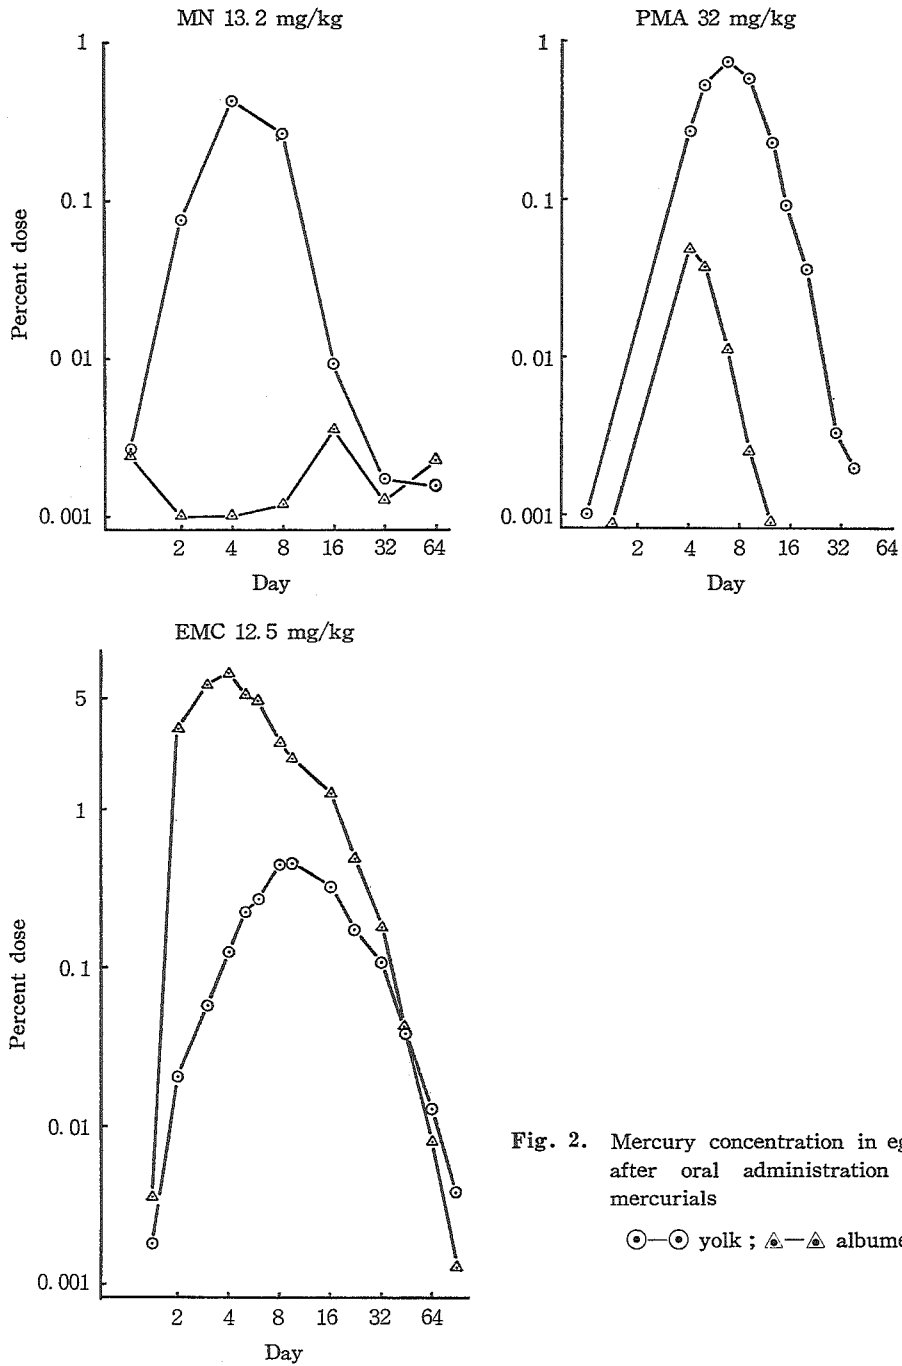 MN 13.2 mg/kg
1
0.1
0 01
0.001
Percent dose
2 4 8 16 32 64
Day
PMA 32 mg/kg
1
0.1
0.01
0.001
2 4 8 16 32 64
Day
EMC 12.5 mg/kg
5
1
0.1
0.01
0.001
Percent dose
2 4 8 16 32 64
Day
Fig. 2. Mercury concentration in
after oral administration
mercurials
yolk ;